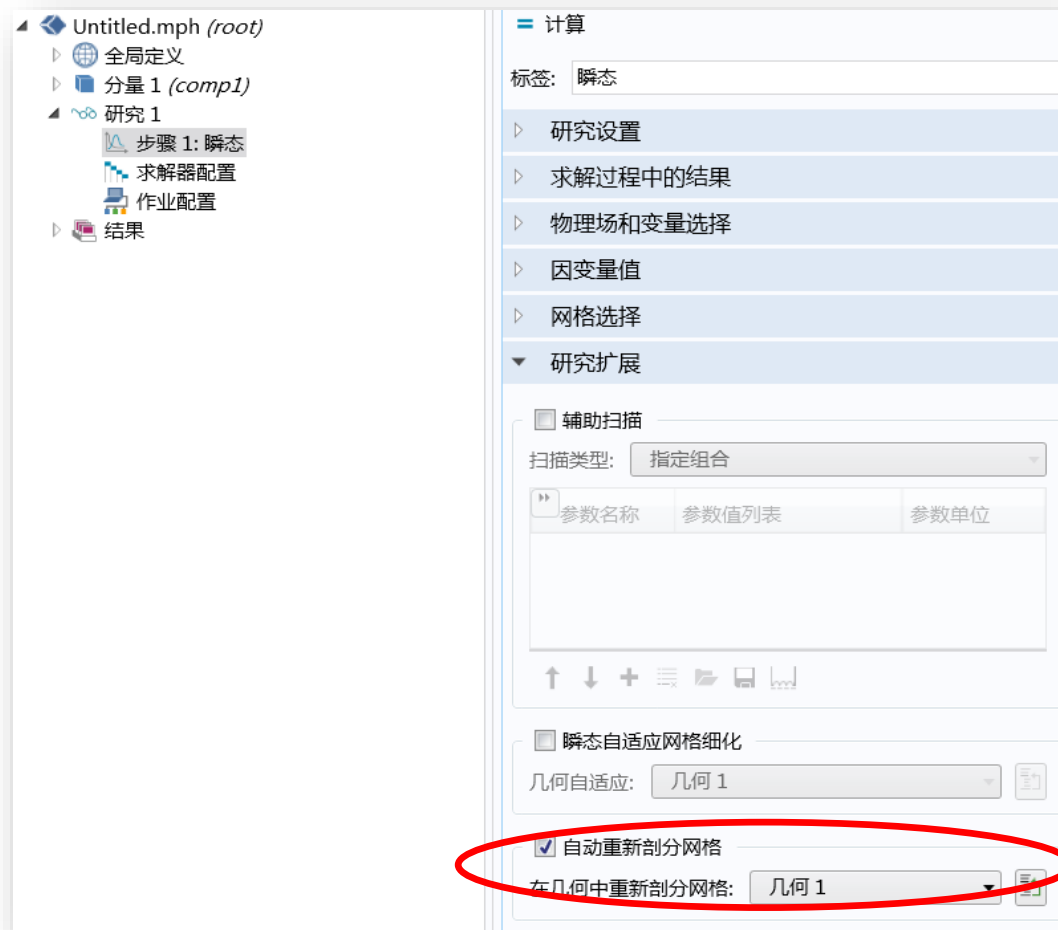 Untitled.mph (root)
全局定义
分量 1 (comp1)
研究 1
步骤 1: 瞬态
求解器配置
作业配置
结果
= 计算
标签: 瞬态
研究设置
求解过程中的结果
物理场和变量选择
因变量值
网格选择
研究扩展
辅助扫描
扫描类型: 指定组合
参数名称 参数值列表 参数单位
瞬态自适应网格细化
几何自适应: 几何 1
自动重新剖分网格
在几何中重新剖分网格: 几何 1